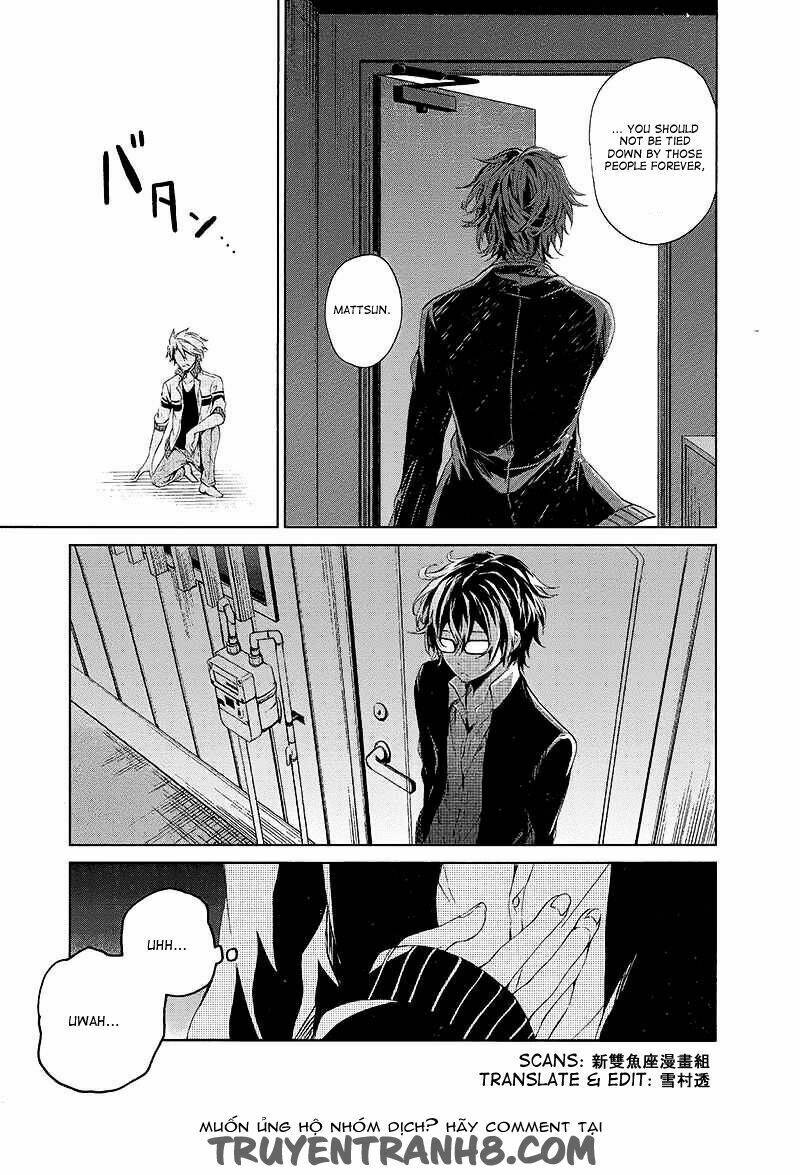 ... YOU SHOULD
NOT BE TIED
DOWN BY THOSE
PEOPLE FOREVER,
MATTSUN.
バタン...
UHH...
UWAH...
SCANS: 新雙魚座漫畫組
TRANSLATE & EDIT: 雪村透
MUỐN ỦNG HỘ NHÓM DỊCH? HÃY COMMENT TẠI
TRUYENTRANH8.COM